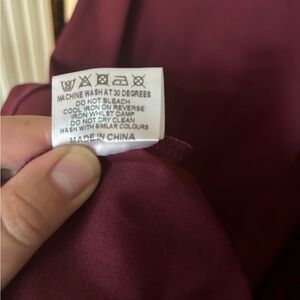 MACHINE WASH AT 30 DEGREES
DO NOT BLEACH
COOL IRON ON REVERSE
IRON WHILST DAMP
DO NOT DRY CLEAN
WASH WITH SIMILAR COLOURS
MADE IN CHINA